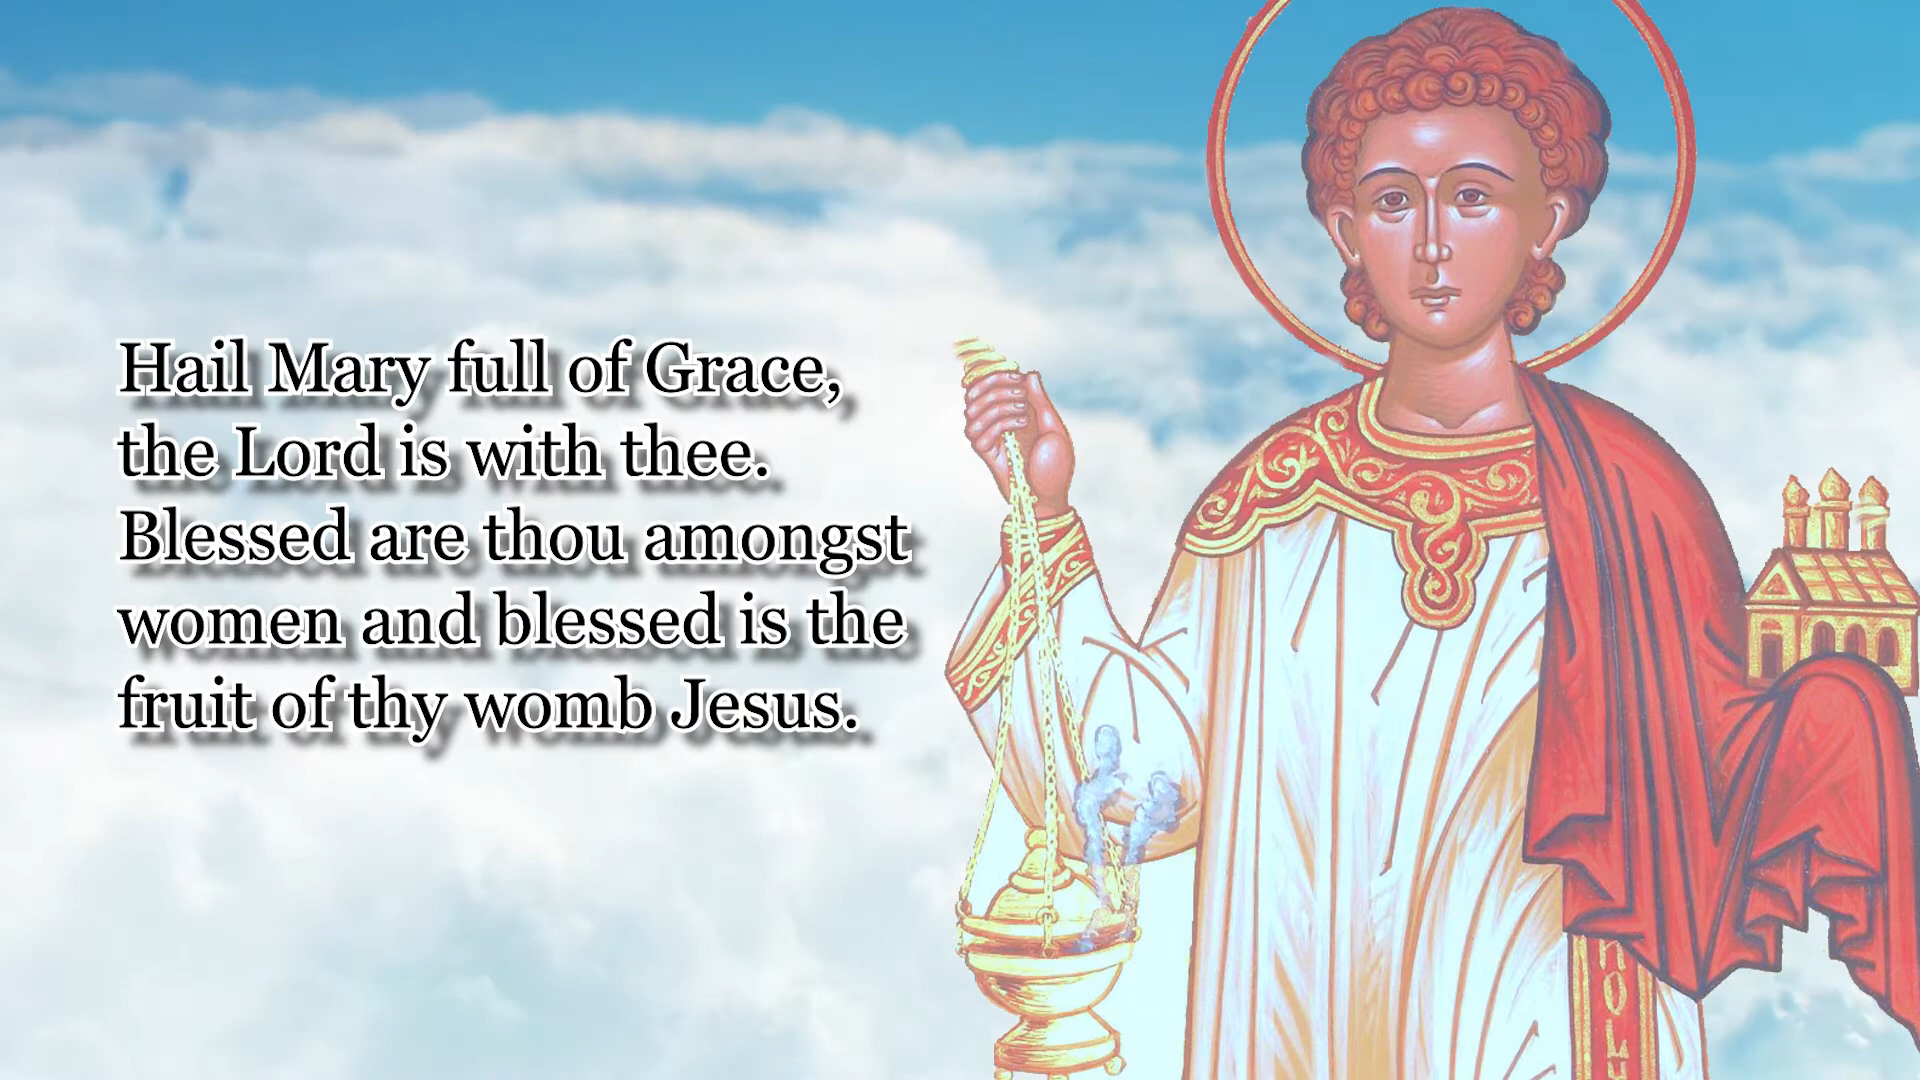 Hail Mary full of Grace,
the Lord is with thee.
Blessed are thou amongst
women and blessed is the
fruit of thy womb Jesus.
HOLY